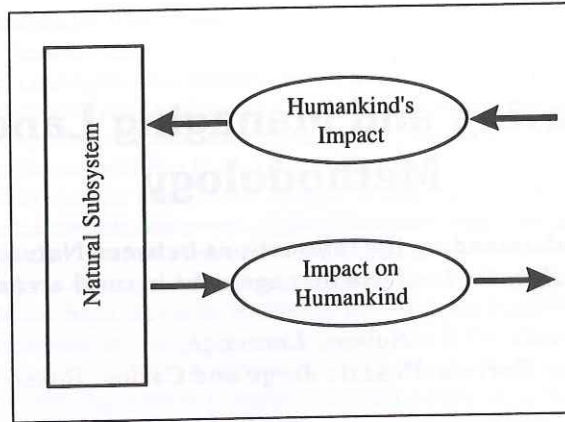 Natural Subsystem
Humankind's
Impact
Impact on
Humankind